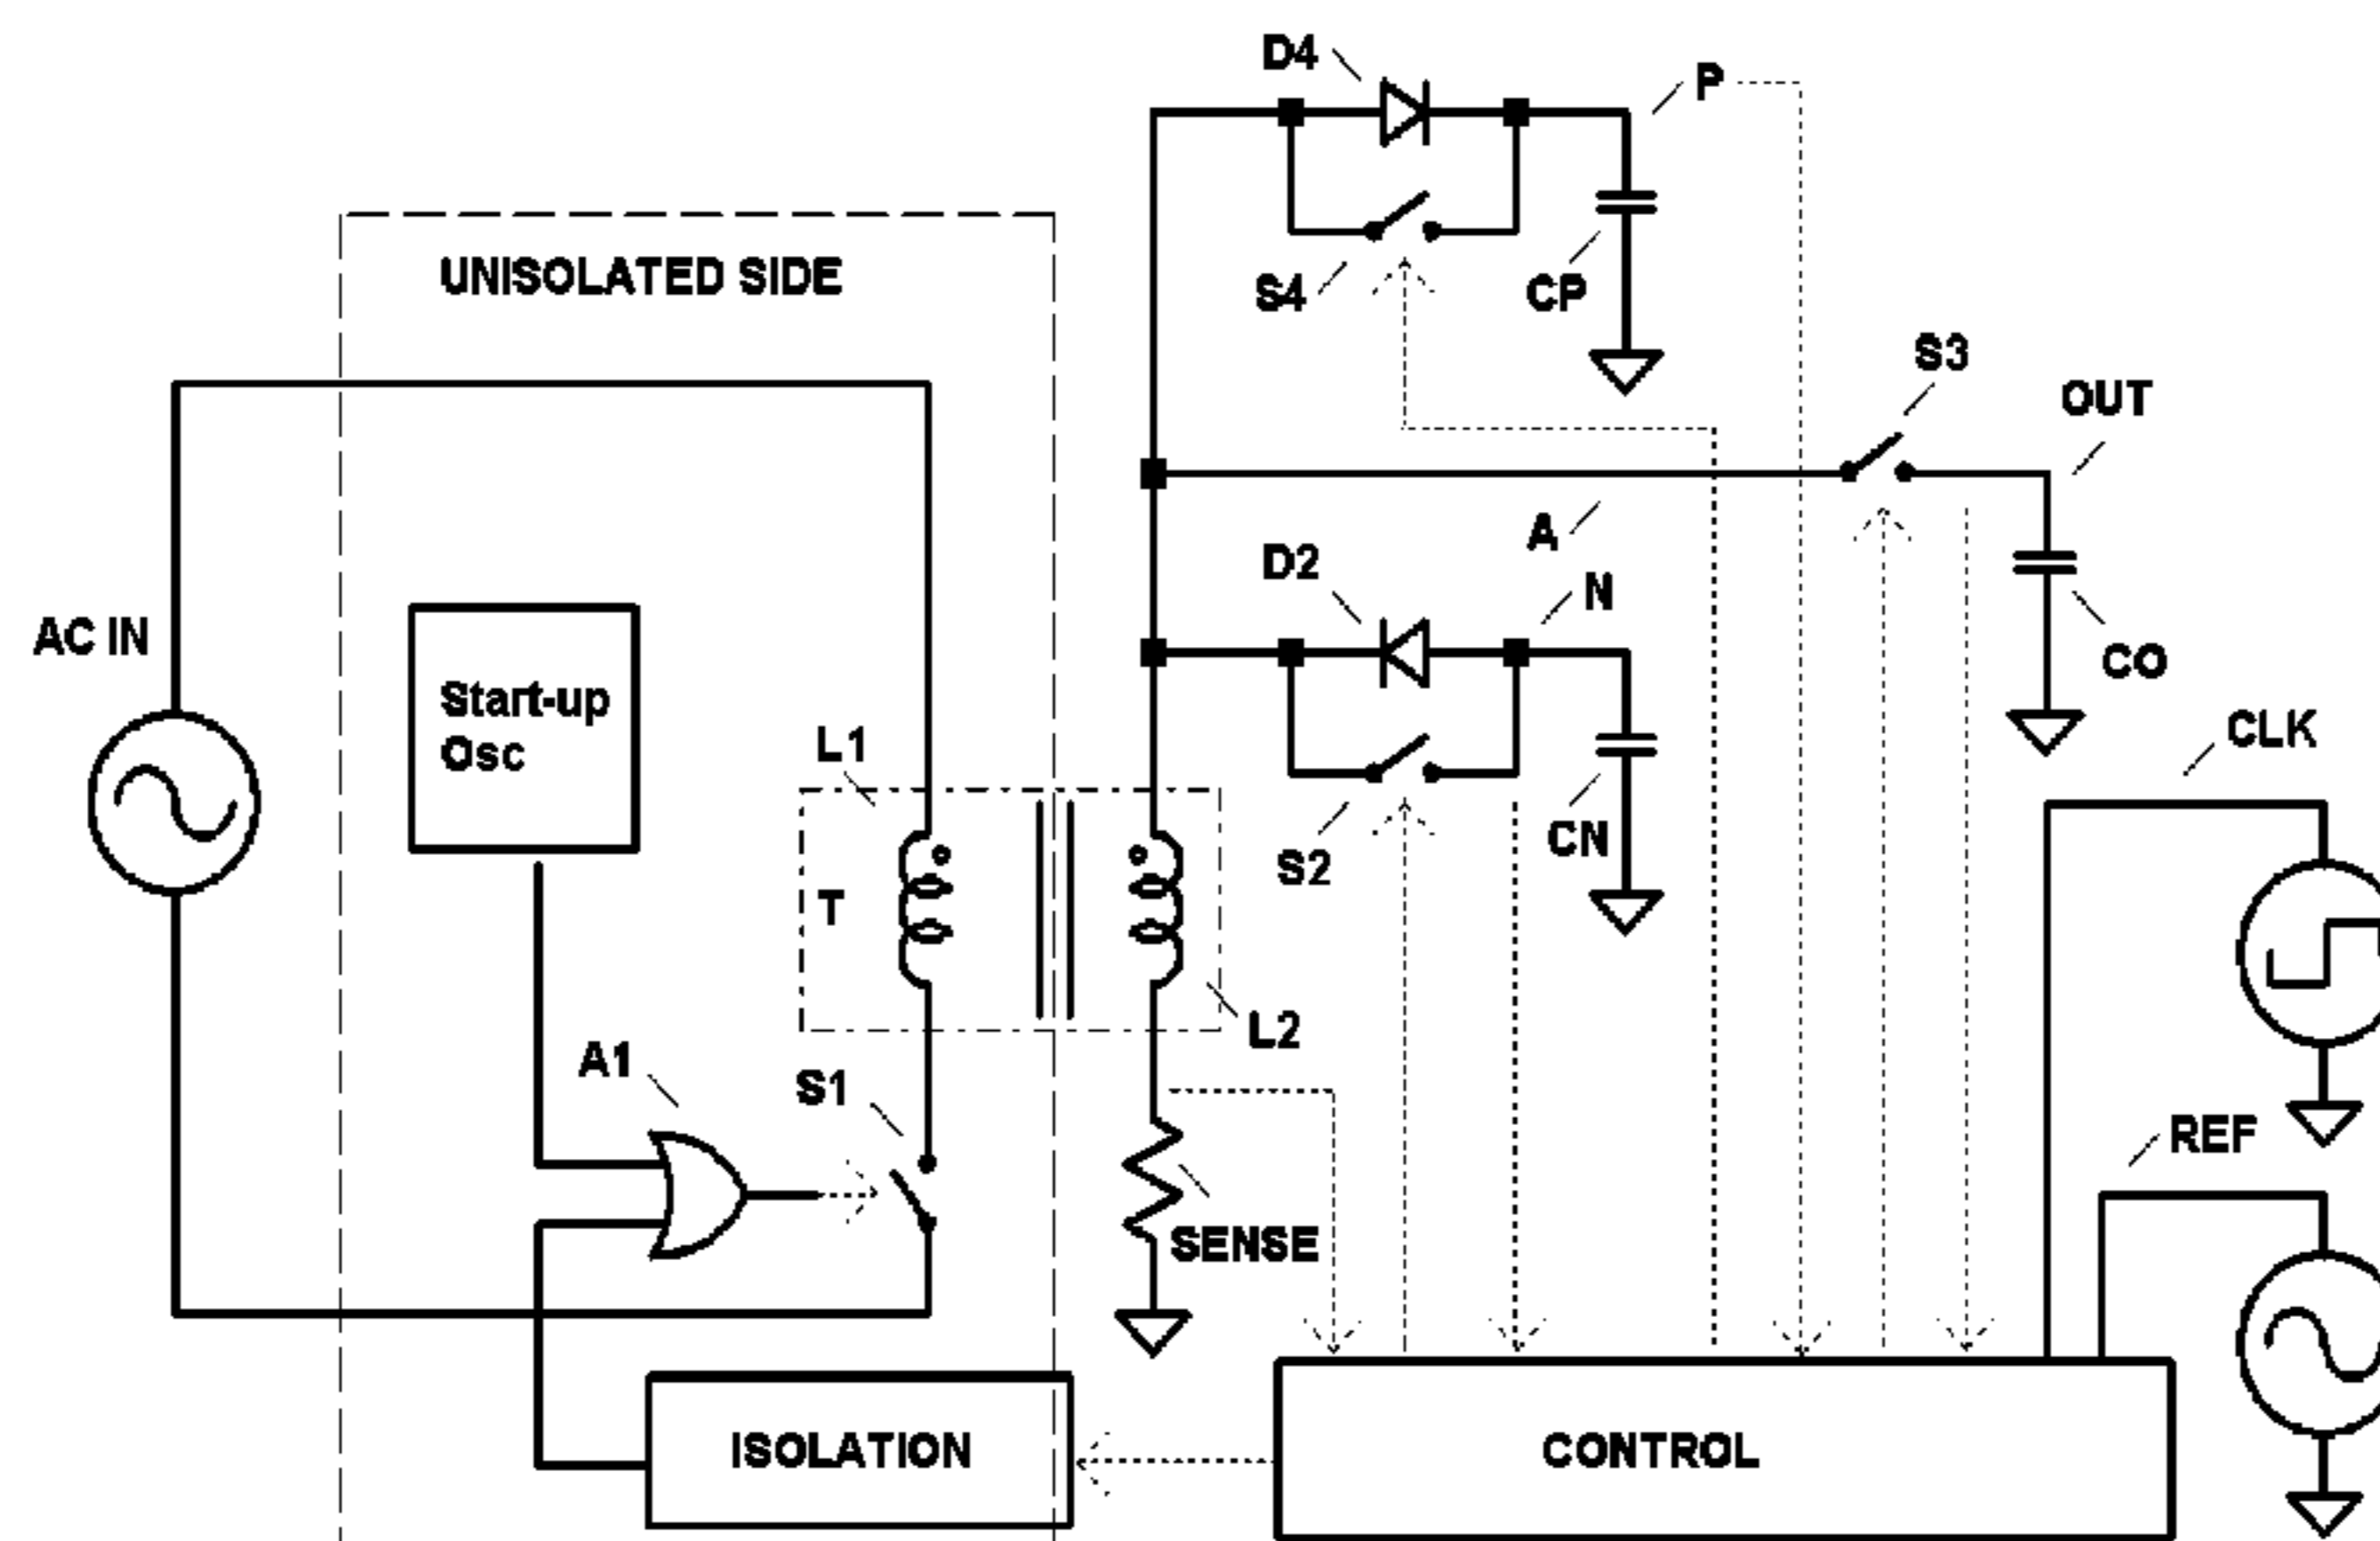 D4
P
UNISOLATED SIDE
S4
CP
S3
OUT
A
D2
N
AC IN
Start-up
Osc
L1
CO
CLK
S2
CN
T
L2
A1
S1
REF
SENSE
ISOLATION
CONTROL